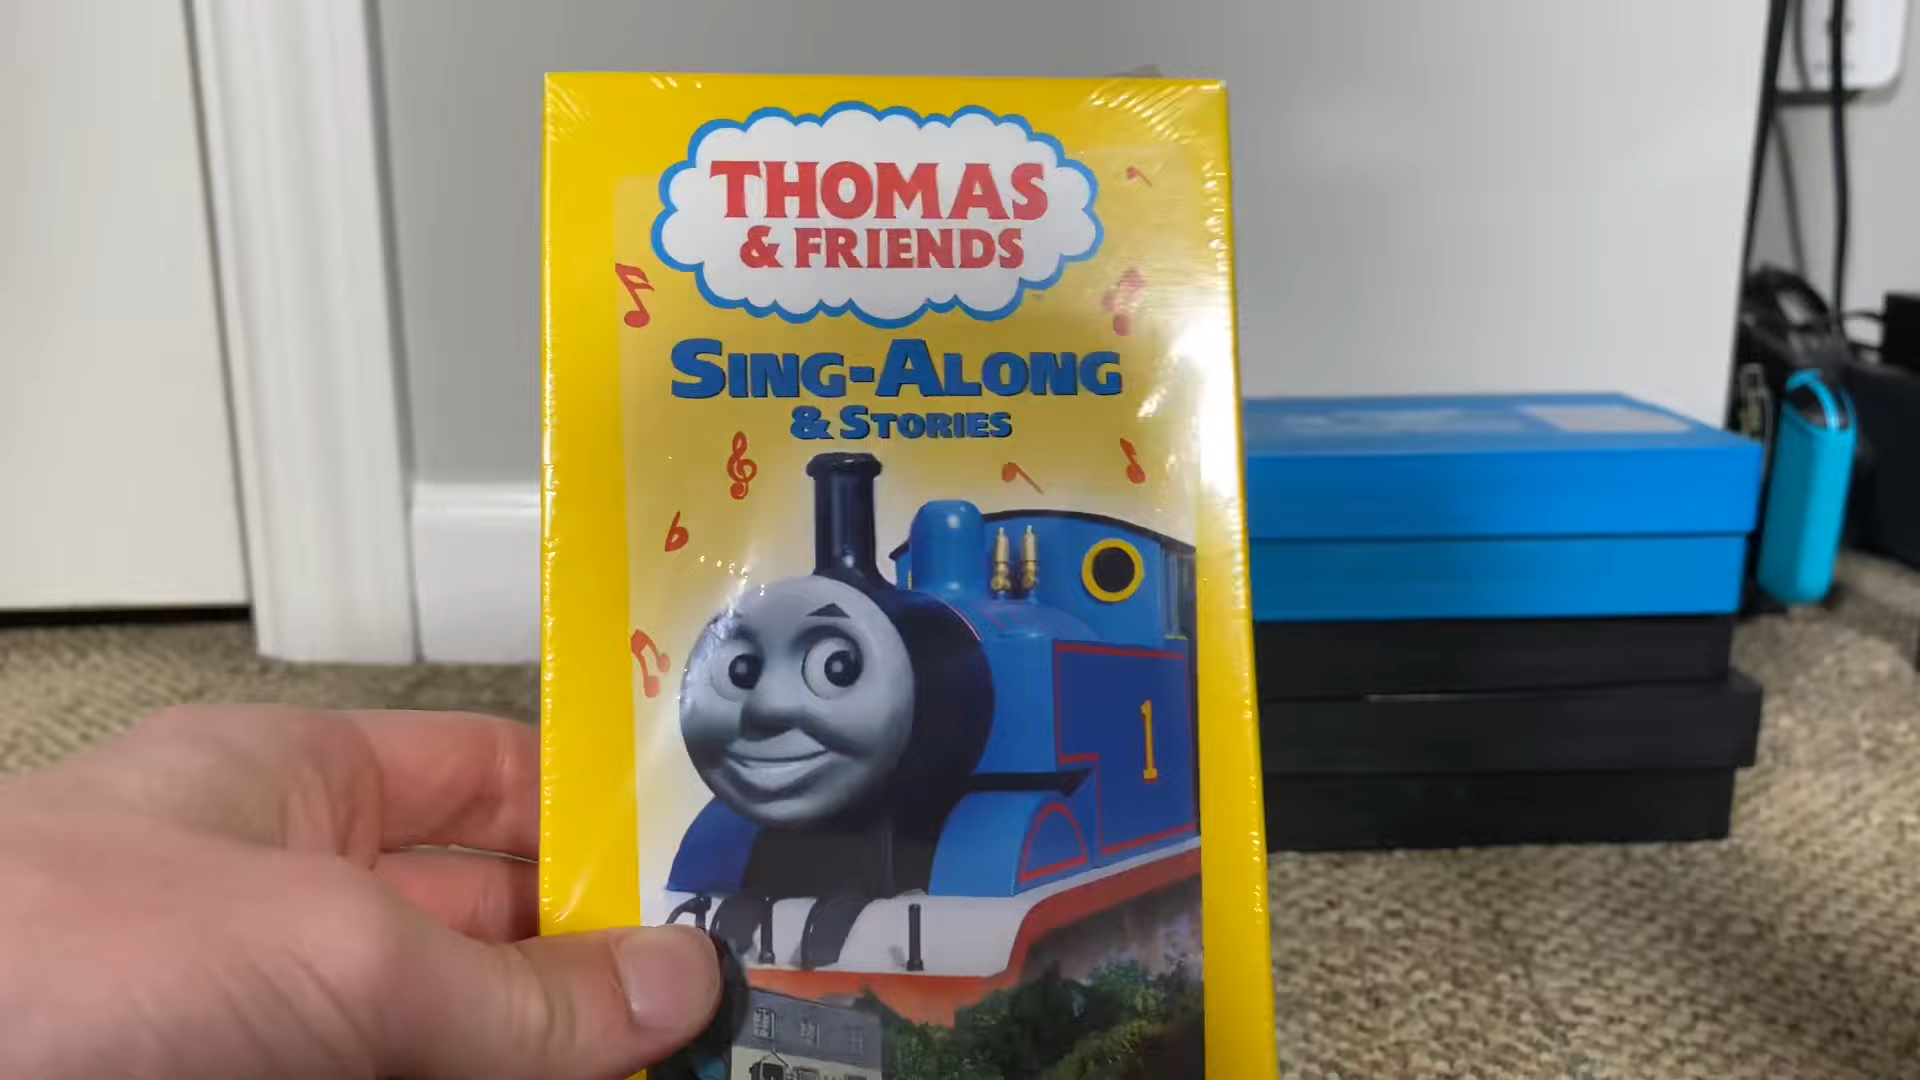 THOMAS
& FRIENDS
SING-ALONG
& STORIES
1